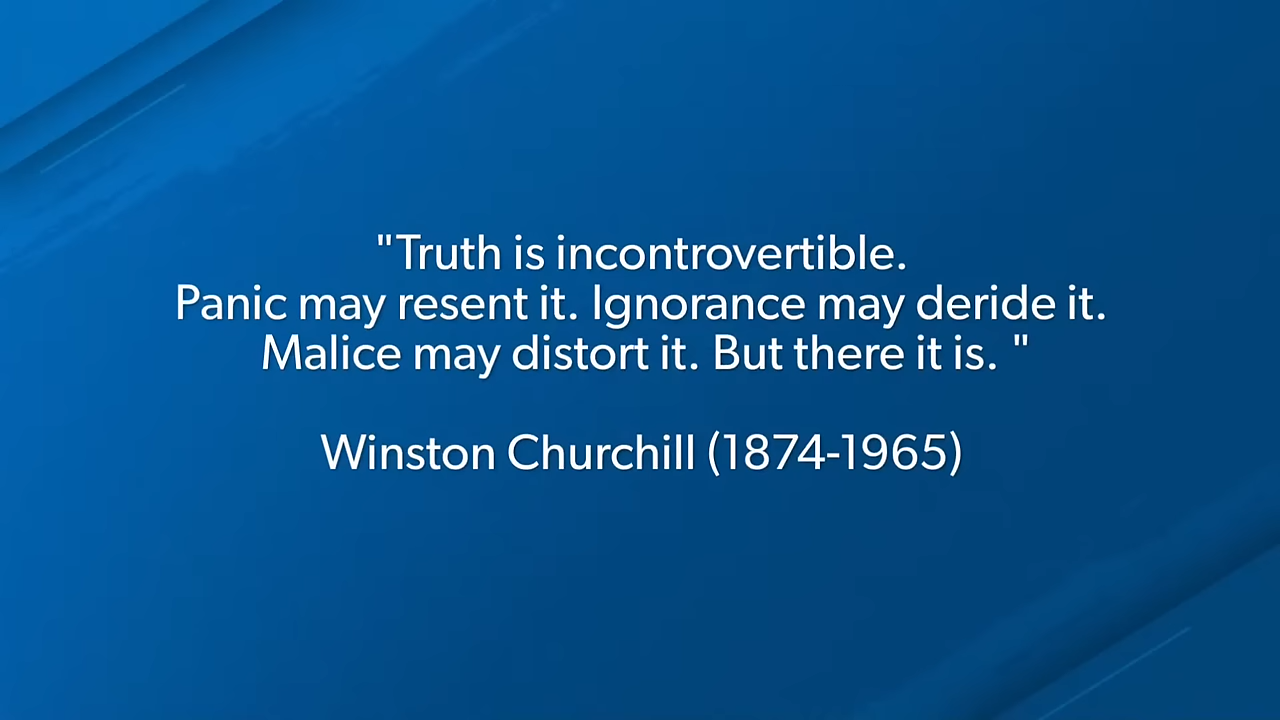 "Truth is incontrovertible.
Panic may resent it. Ignorance may deride it.
Malice may distort it. But there it is. "
Winston Churchill (1874-1965)